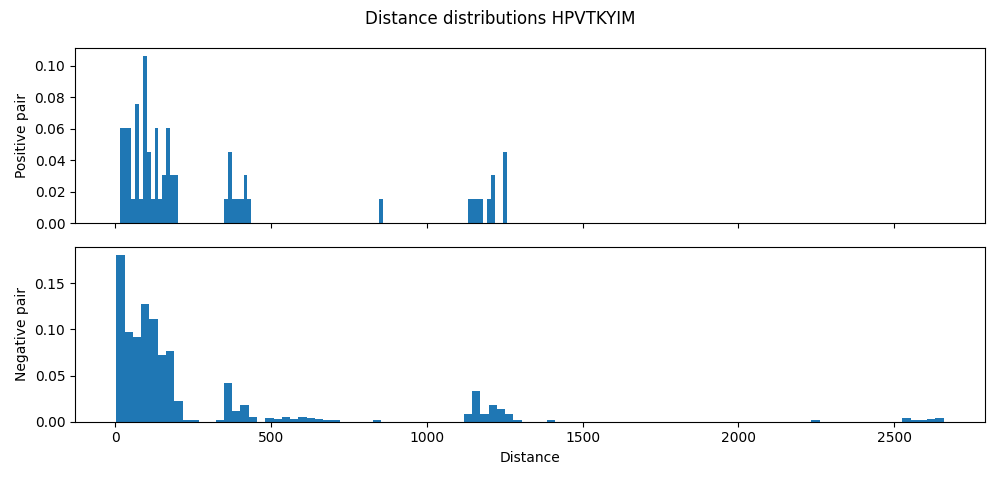 Distance distributions HPVTKYIM
Positive pair
0.10
0.08
0.06
0.04
0.02
0.00
Negative pair
0.15
0.10
0.05
0.00
0 500 1000 1500 2000 2500
Distance